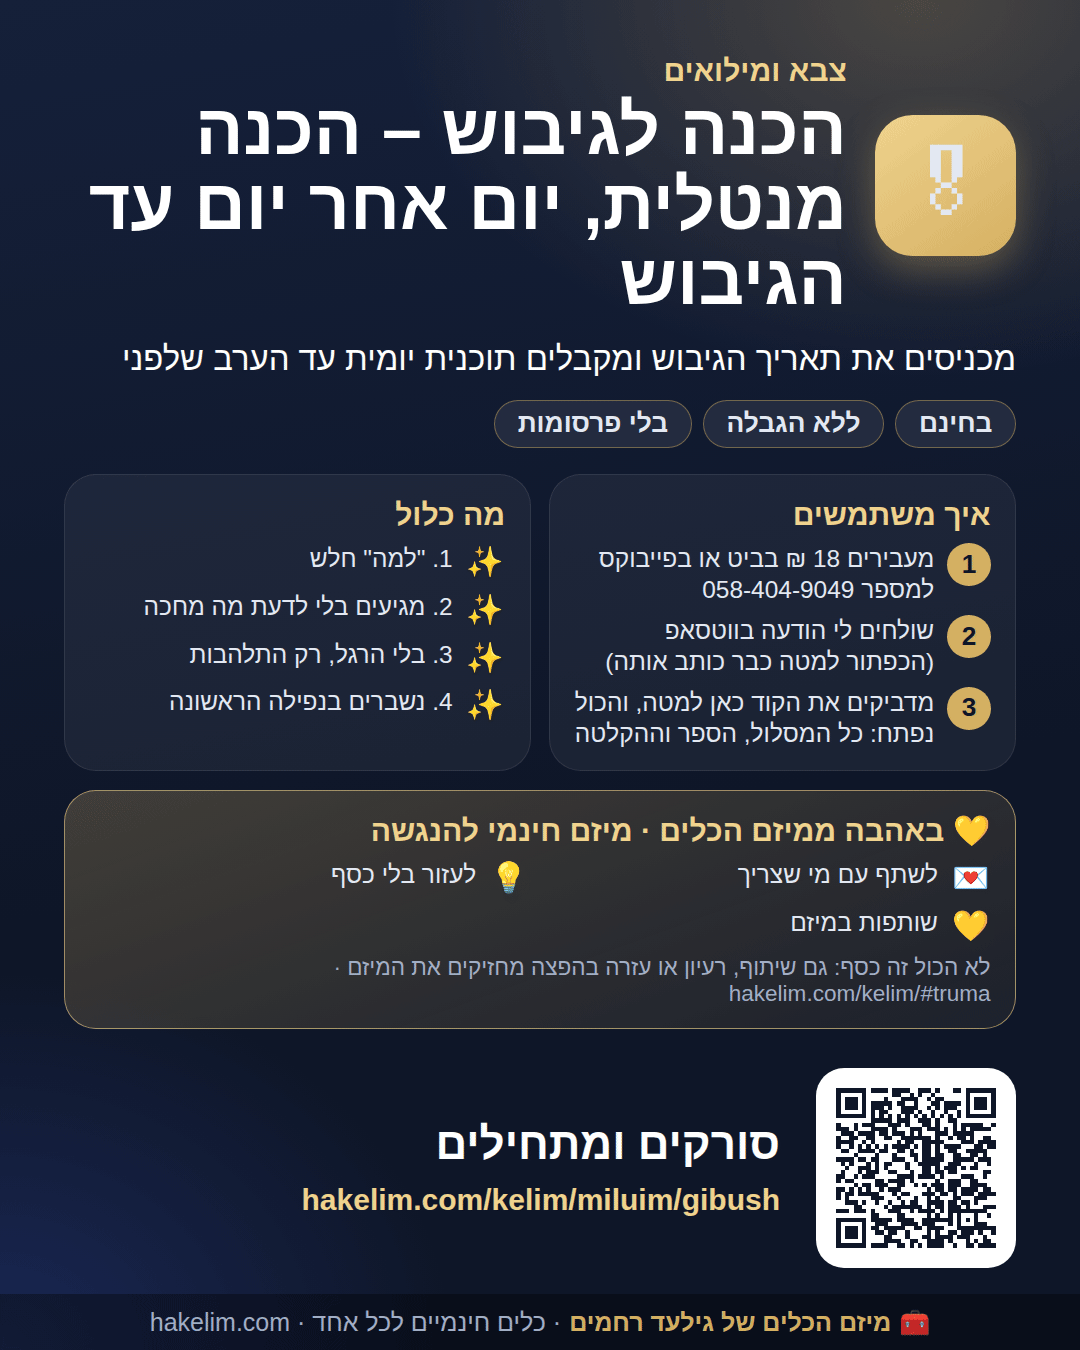 צבא ומילואים
הכנה לגיבוש – הכנה
מנטלית, יום אחר יום עד
הגיבוש
מכניסים את תאריך הגיבוש ומקבלים תוכנית יומית עד הערב שלפני
בחינם
ללא הגבלה
בלי פרסומות
איך משתמשים
1 מעבירים 18 ₪ בביט או בפייבוקס
למספר 058-404-9049
2 שולחים לי הודעה בווטסאפ
(הכפתור למטה כבר כותב אותה)
3 מדביקים את הקוד כאן למטה, והכול
נפתח: כל המסלול, הספר וההקלטה
מה כלול
✨ 1. "למה" חלש
✨ 2. מגיעים בלי לדעת מה מחכה
✨ 3. בלי הרגל, רק התלהבות
✨ 4. נשברים בנפילה הראשונה
💛 באהבה ממיזם הכלים · מיזם חינמי להנגשה
💌 לשתף עם מי שצריך
💡 לעזור בלי כסף
💛 שותפות במיזם
לא הכול זה כסף: גם שיתוף, רעיון או עזרה בהפצה מחזיקים את המיזם ·
hakelim.com/kelim/#truma
סורקים ומתחילים
hakelim.com/kelim/miluim/gibush
🧰 מיזם הכלים של גילעד רחמים · כלים חינמיים לכל אחד · hakelim.com